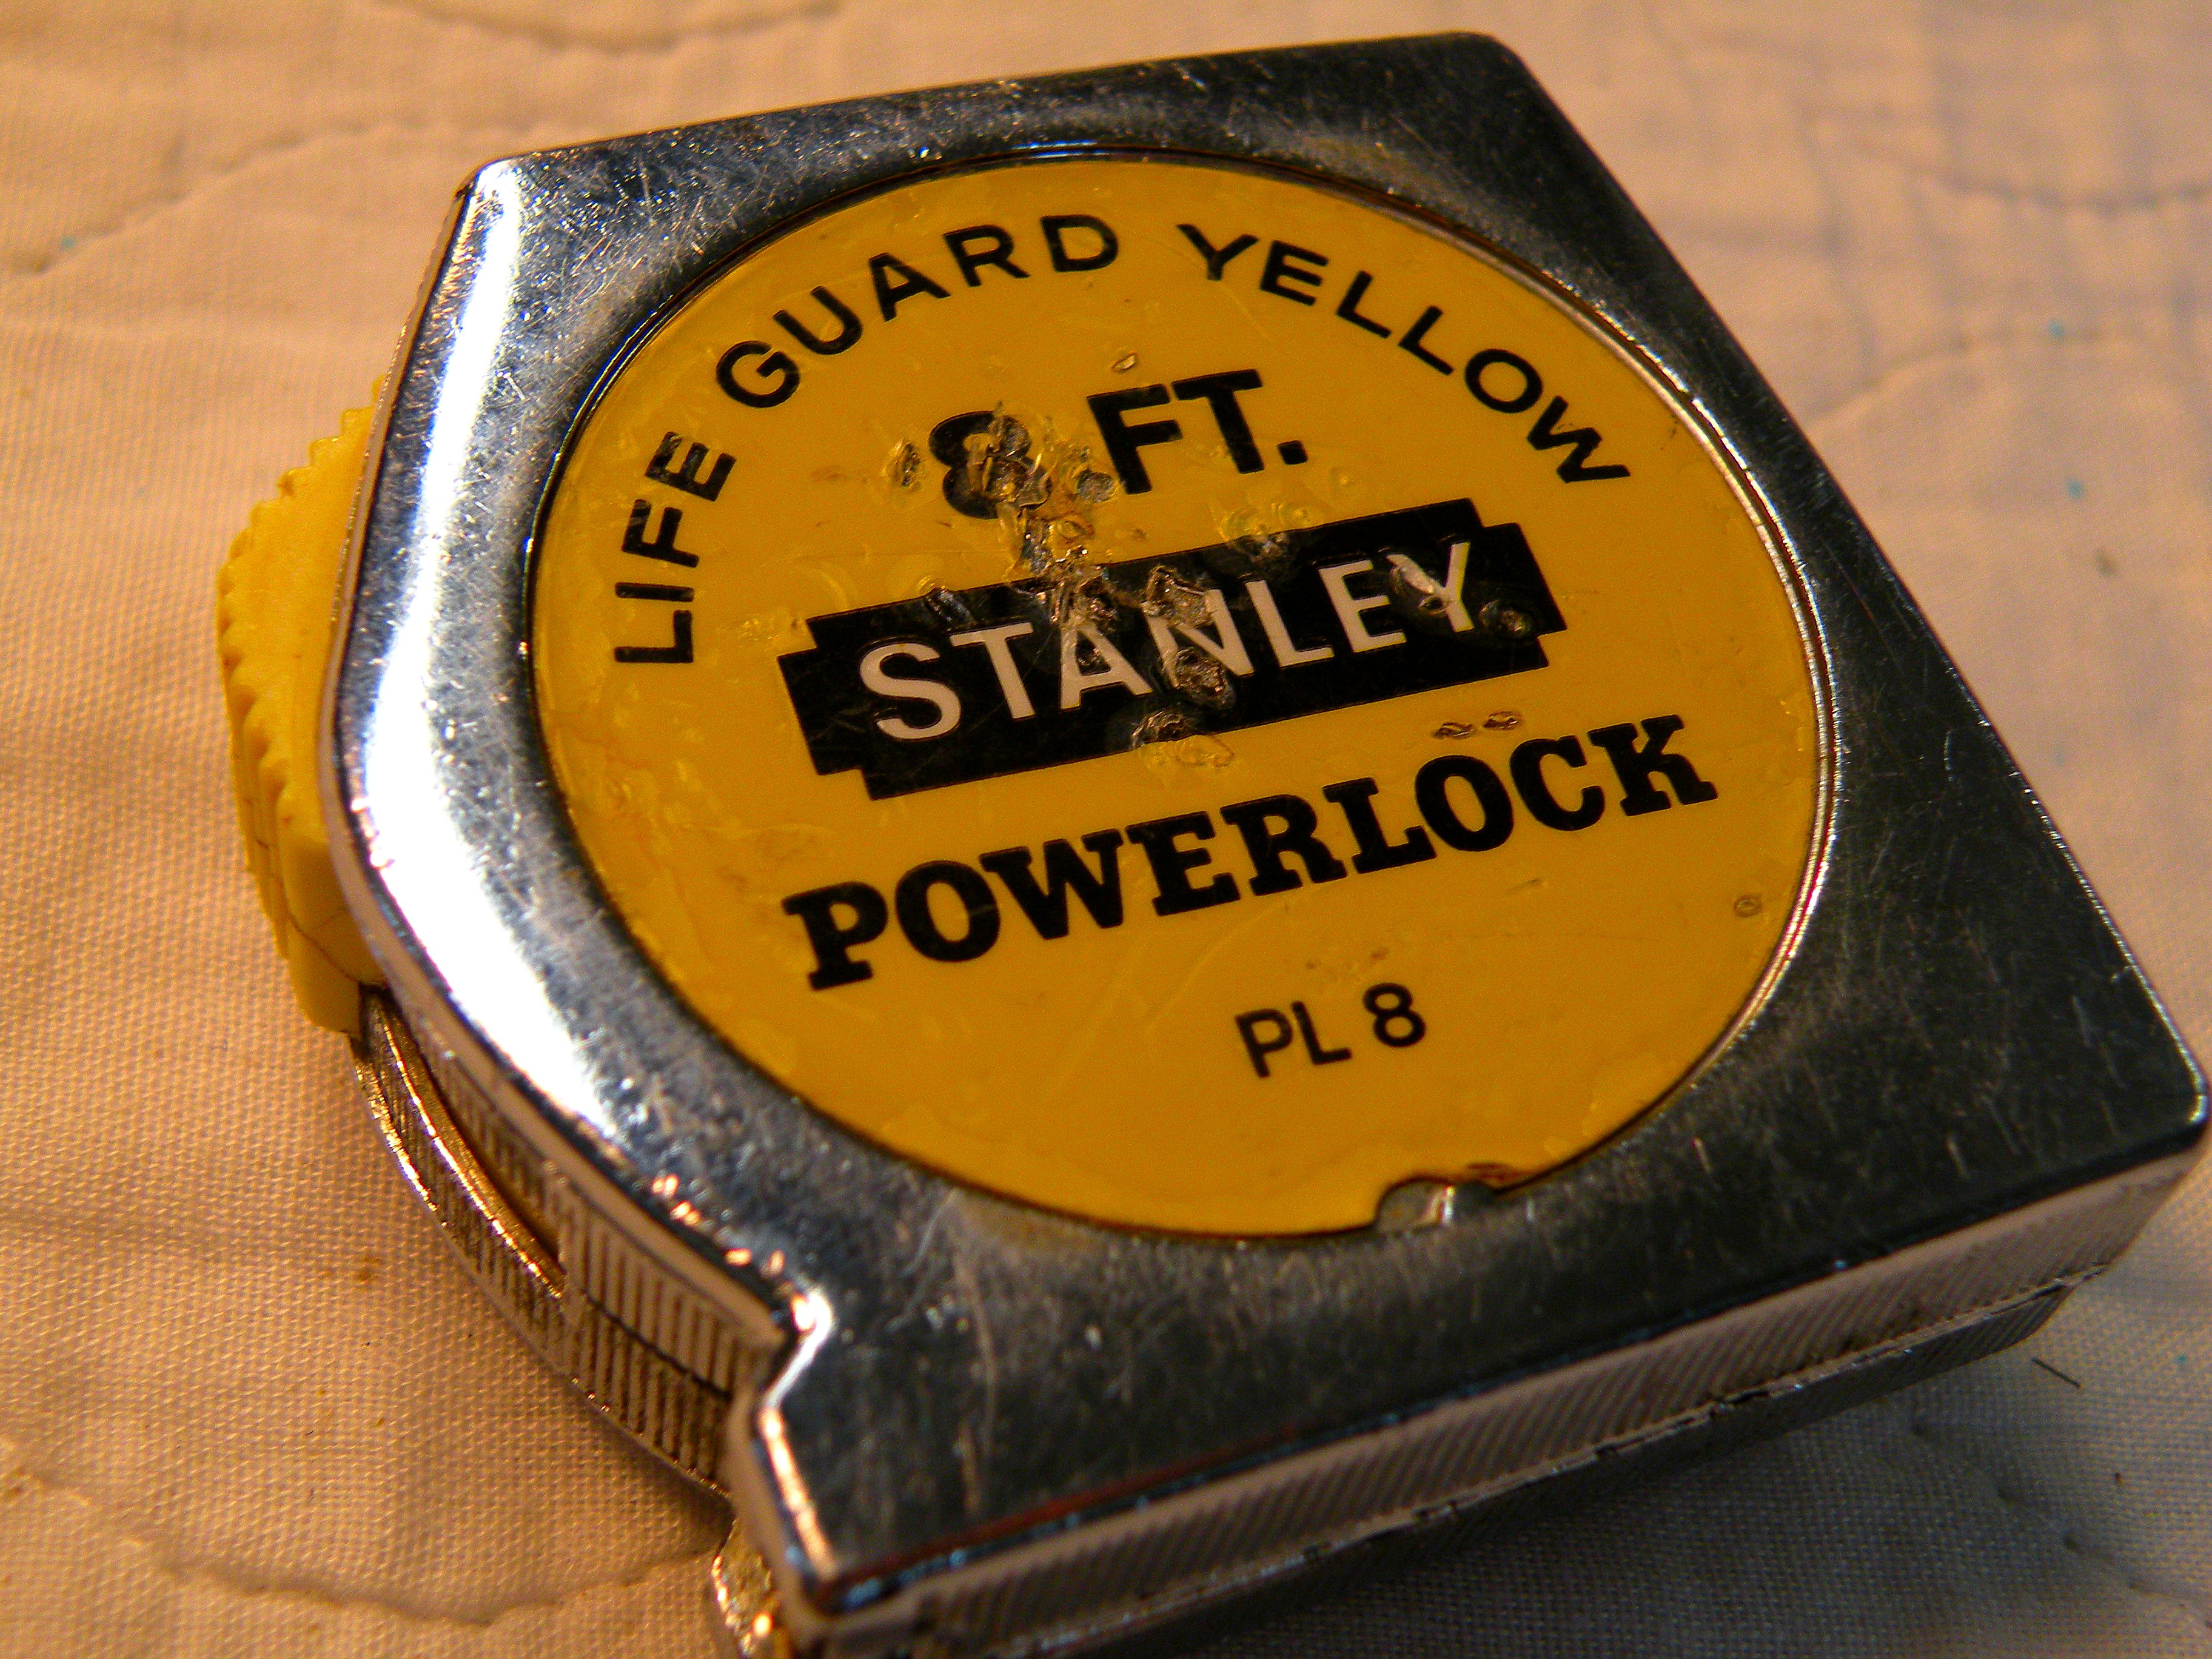 LIFE GUARD YELLOW
8 FT.
STANLEY
POWERLOCK
PL 8